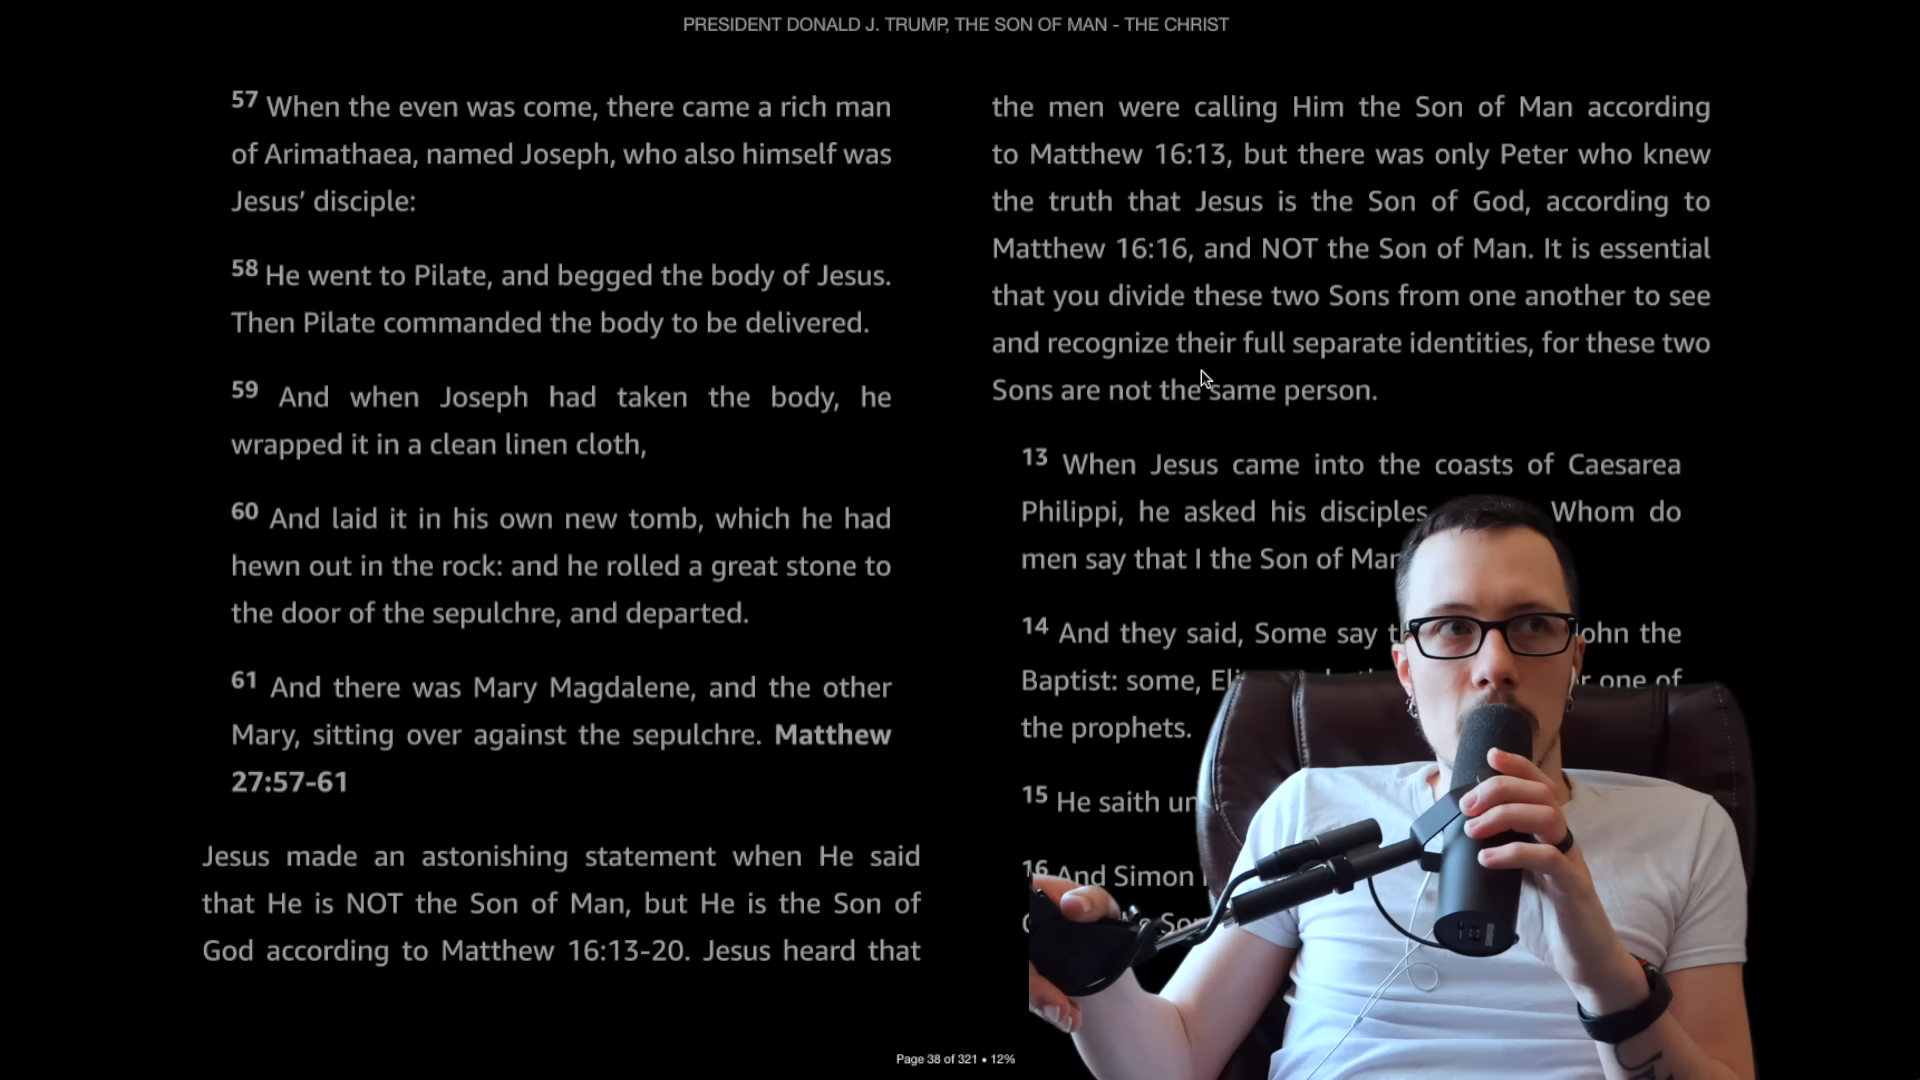 PRESIDENT DONALD J. TRUMP, THE SON OF MAN - THE CHRIST
57 When the even was come, there came a rich man
of Arimathaea, named Joseph, who also himself was
Jesus’ disciple:
58 He went to Pilate, and begged the body of Jesus.
Then Pilate commanded the body to be delivered.
59 And when Joseph had taken the body, he
wrapped it in a clean linen cloth,
60 And laid it in his own new tomb, which he had
hewn out in the rock: and he rolled a great stone to
the door of the sepulchre, and departed.
61 And there was Mary Magdalene, and the other
Mary, sitting over against the sepulchre. Matthew
27:57-61
Jesus made an astonishing statement when He said
that He is NOT the Son of Man, but He is the Son of
God according to Matthew 16:13-20. Jesus heard that
the men were calling Him the Son of Man according
to Matthew 16:13, but there was only Peter who knew
the truth that Jesus is the Son of God, according to
Matthew 16:16, and NOT the Son of Man. It is essential
that you divide these two Sons from one another to see
and recognize their full separate identities, for these two
Sons are not the same person.
13 When Jesus came into the coasts of Caesarea
Philippi, he asked his disciples Whom do
men say that I the Son of Man
14 And they said, Some say John the
Baptist: some, one of
the prophets.
15 He saith
16 And Simon
Page 38 of 321 • 12%